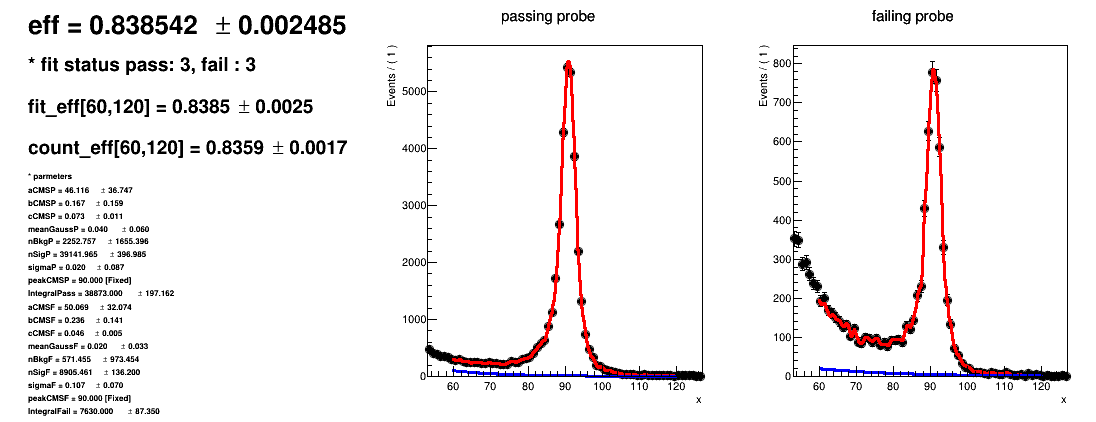 eff = 0.838542 ± 0.002485
* fit status pass: 3, fail : 3
fit_eff[60,120] = 0.8385 ± 0.0025
count_eff[60,120] = 0.8359 ± 0.0017
* parmeters
aCMSP = 46.116 ± 36.747
bCMSP = 0.167 ± 0.159
cCMSP = 0.073 ± 0.011
meanGaussP = 0.040 ± 0.060
nBkgP = 2252.757 ± 1655.396
nSigP = 39141.965 ± 396.985
sigmaP = 0.020 ± 0.087
peakCMSP = 90.000 [Fixed]
IntegralPass = 38873.000 ± 197.162
aCMSF = 50.069 ± 32.074
bCMSF = 0.236 ± 0.141
cCMSF = 0.046 ± 0.005
meanGaussF = 0.020 ± 0.033
nBkgF = 571.455 ± 973.454
nSigF = 8905.461 ± 136.200
sigmaF = 0.107 ± 0.070
peakCMSF = 90.000 [Fixed]
IntegralFail = 7630.000 ± 87.350
passing probe
Events / ( 1 )
5000
4000
3000
2000
1000
0
60 70 80 90 100 110 120
x
failing probe
Events / ( 1 )
800
700
600
500
400
300
200
100
0
60 70 80 90 100 110 120
x